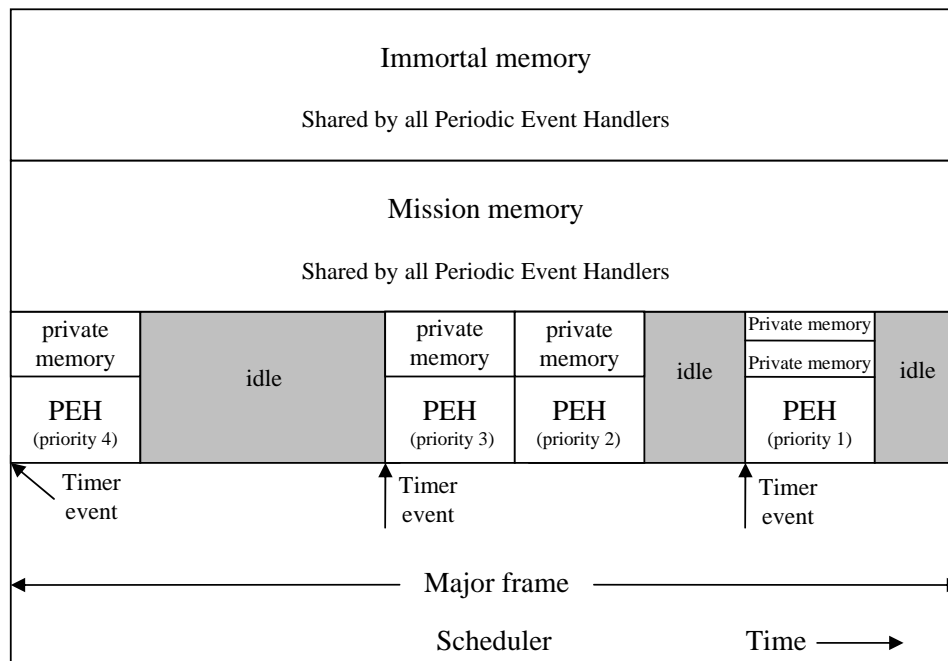 Immortal memory
Shared by all Periodic Event Handlers
Mission memory
Shared by all Periodic Event Handlers
private
memory
PEH
(priority 4)
idle
private
memory
PEH
(priority 3)
private
memory
PEH
(priority 2)
idle
Private memory
Private memory
PEH
(priority 1)
idle
Timer
event
Timer
event
Timer
event
Major frame
Scheduler
Time